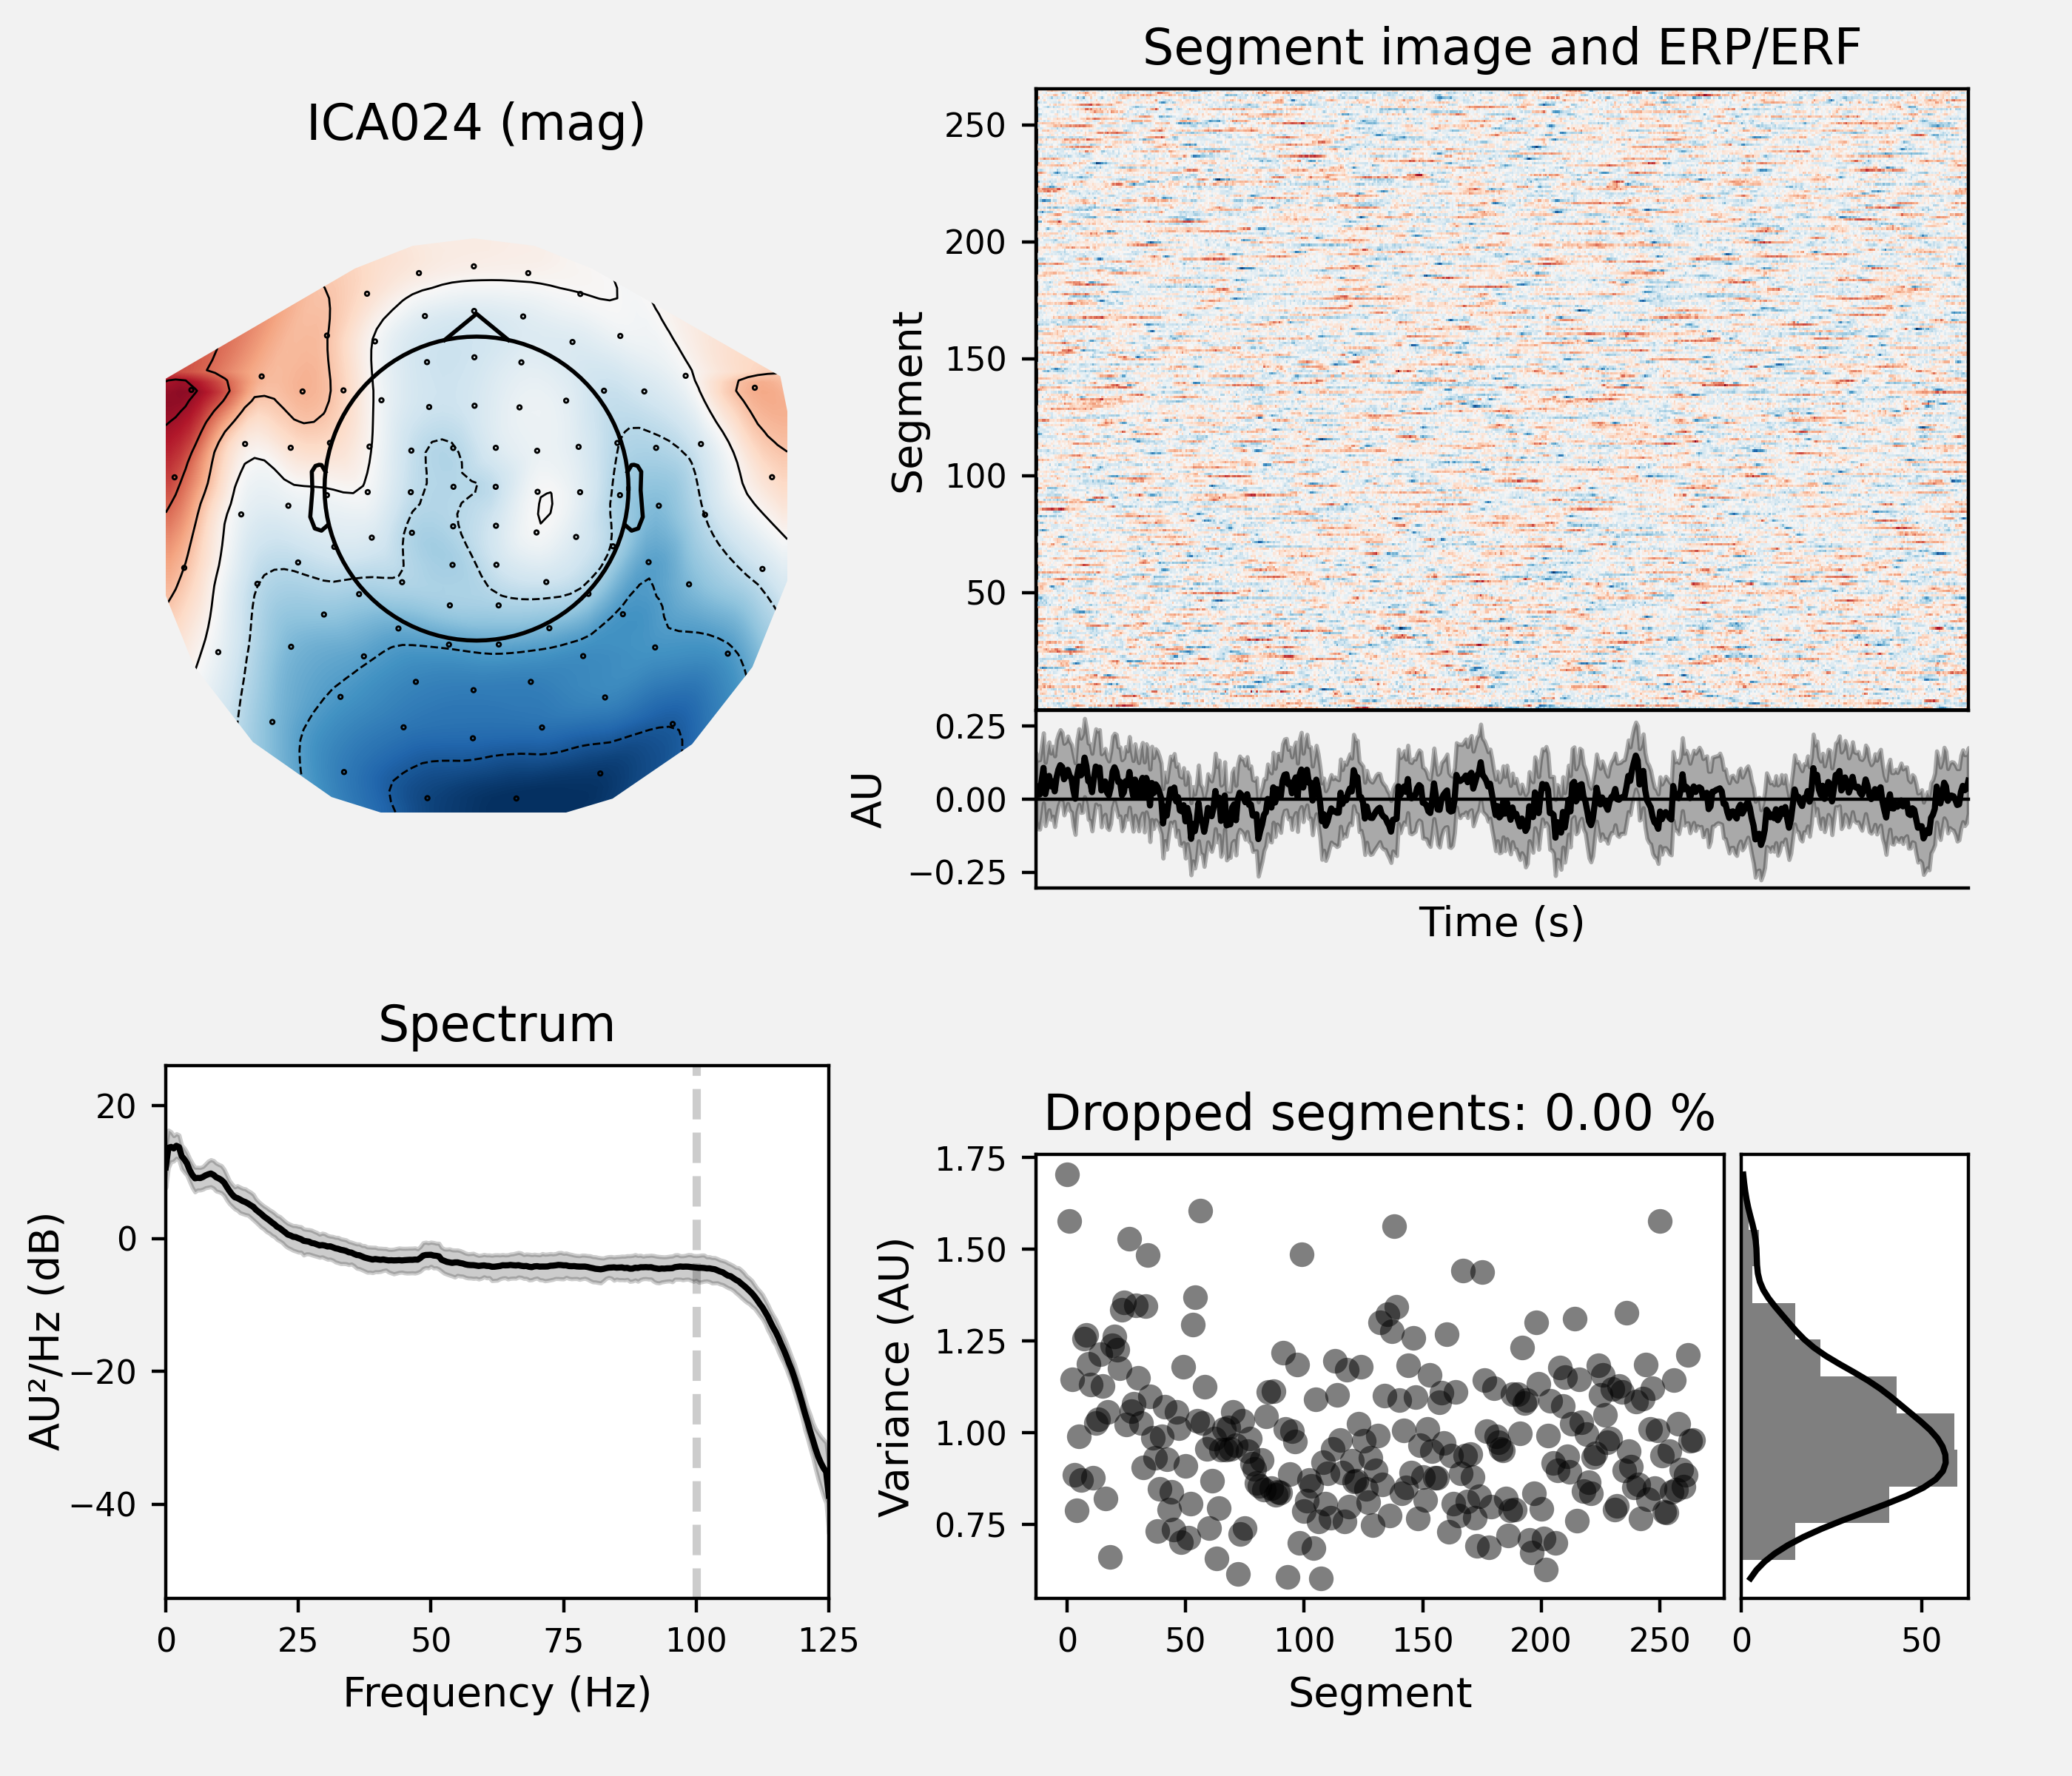 ICA024 (mag)
Segment image and ERP/ERF
Segment
250
200
150
100
50
AU
0.25
0.00
−0.25
Time (s)
Spectrum
AU²/Hz (dB)
20
0
−20
−40
0 25 50 75 100 125
Frequency (Hz)
Dropped segments: 0.00 %
Variance (AU)
1.75
1.50
1.25
1.00
0.75
0 50 100 150 200 250
Segment
0 50